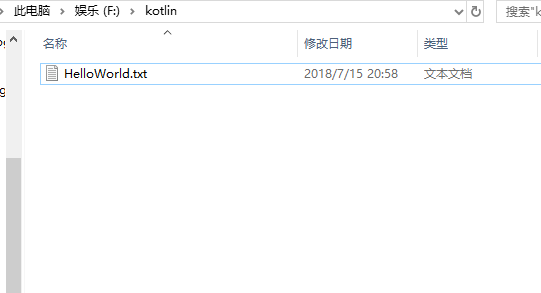 此电脑 > 娱乐 (F:) > kotlin
搜索"k
名称 修改日期 类型
HelloWorld.txt 2018/7/15 20:58 文本文档